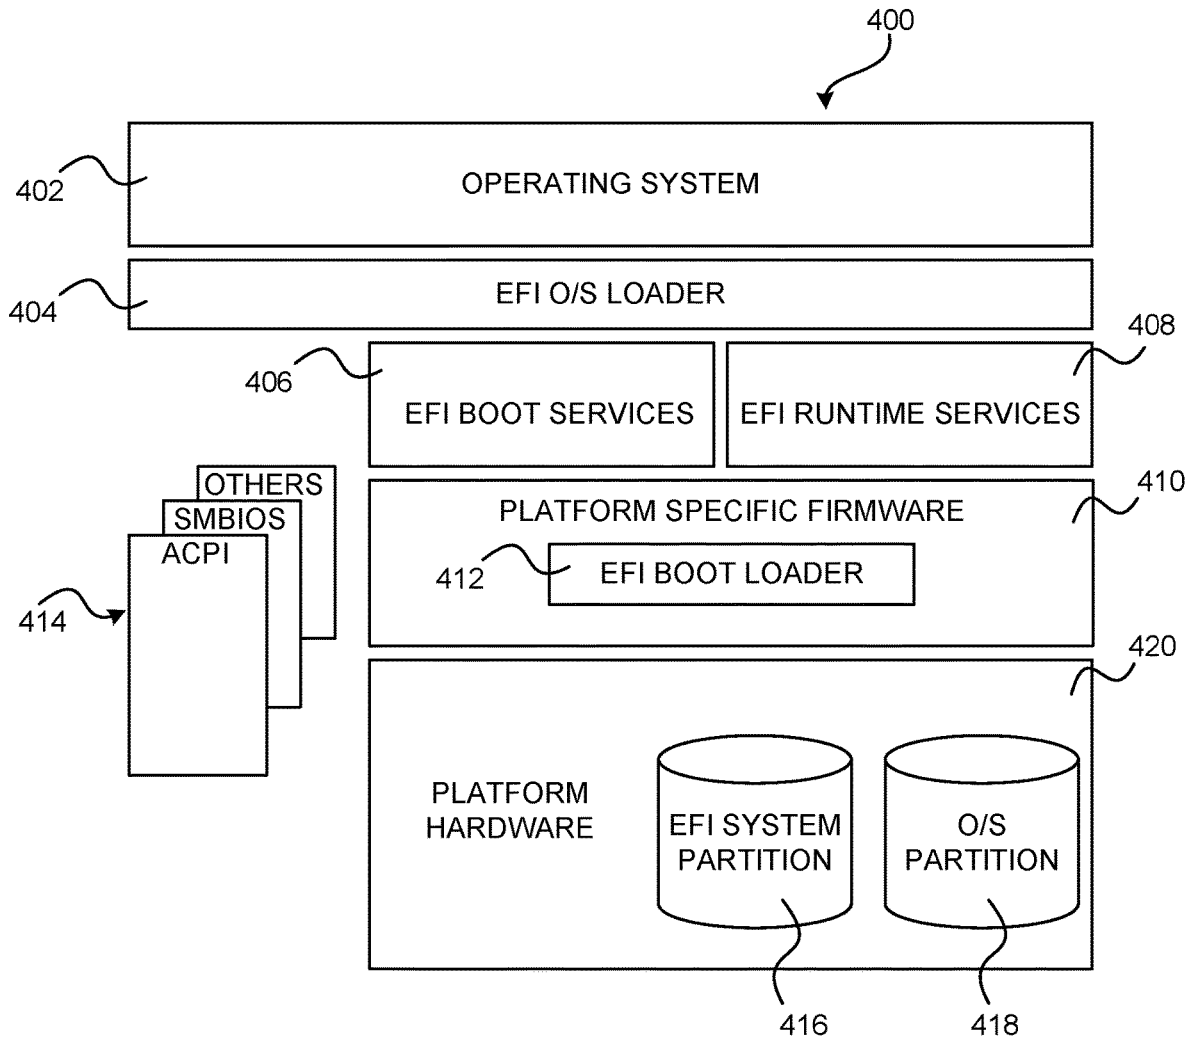 400
402
OPERATING SYSTEM
404
EFI O/S LOADER
406
EFI BOOT SERVICES
408
EFI RUNTIME SERVICES
OTHERS
SMBIOS
ACPI
414
410
PLATFORM SPECIFIC FIRMWARE
412
EFI BOOT LOADER
420
PLATFORM
HARDWARE
EFI SYSTEM
PARTITION
O/S
PARTITION
416
418